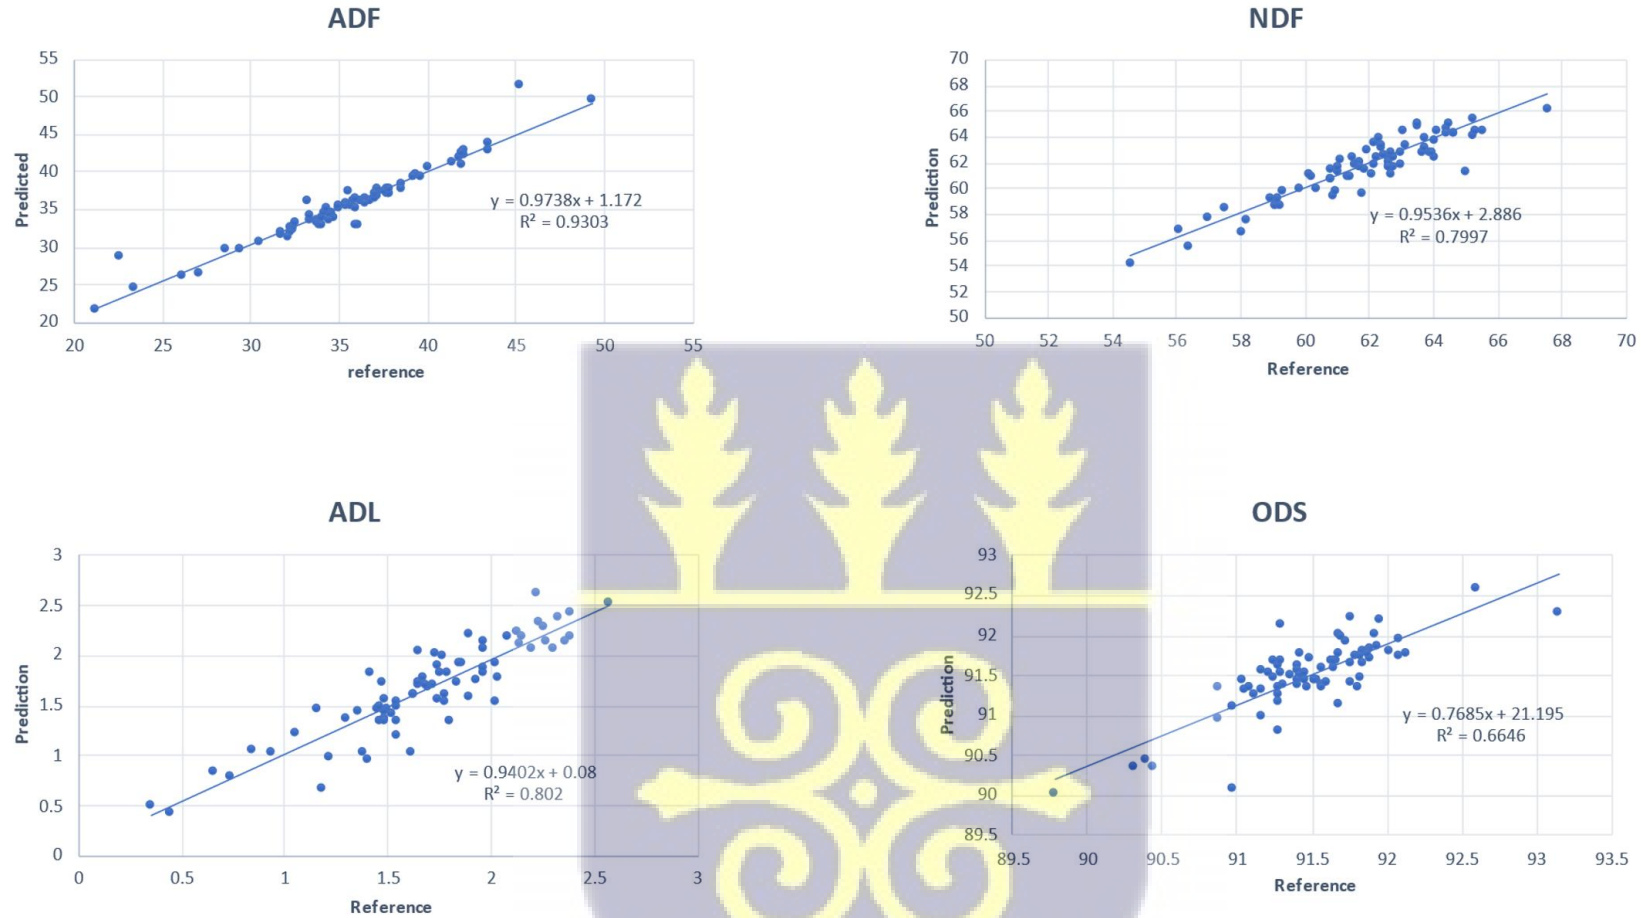 ADF
55
50
45
40
35
30
25
20
Predicted
y = 0.9738x + 1.172
R² = 0.9303
20 25 30 35 40 45 50 55
reference
NDF
70
68
66
64
62
60
58
56
54
52
50
Prediction
y = 0.9536x + 2.886
R² = 0.7997
50 52 54 56 58 60 62 64 66 68 70
Reference
ADL
3
2.5
2
1.5
1
0.5
0
Prediction
y = 0.9402x + 0.08
R² = 0.802
0 0.5 1 1.5 2 2.5 3
Reference
ODS
93
92.5
92
91.5
91
90.5
90
89.5
Prediction
y = 0.7685x + 21.195
R² = 0.6646
89.5 90 90.5 91 91.5 92 92.5 93 93.5
Reference